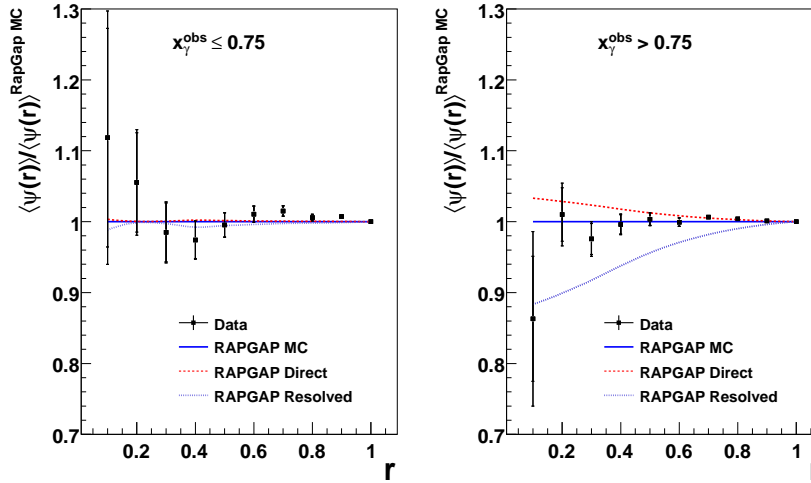 ⟨ψ(r)⟩/⟨ψ(r)⟩^RapGap MC
1.3
1.2
1.1
1
0.9
0.8
0.7
x_γ^obs ≤ 0.75
Data
RAPGAP MC
RAPGAP Direct
RAPGAP Resolved
0.2 0.4 0.6 0.8 1
r
⟨ψ(r)⟩/⟨ψ(r)⟩^RapGap MC
1.3
1.2
1.1
1
0.9
0.8
0.7
x_γ^obs > 0.75
Data
RAPGAP MC
RAPGAP Direct
RAPGAP Resolved
0.2 0.4 0.6 0.8 1